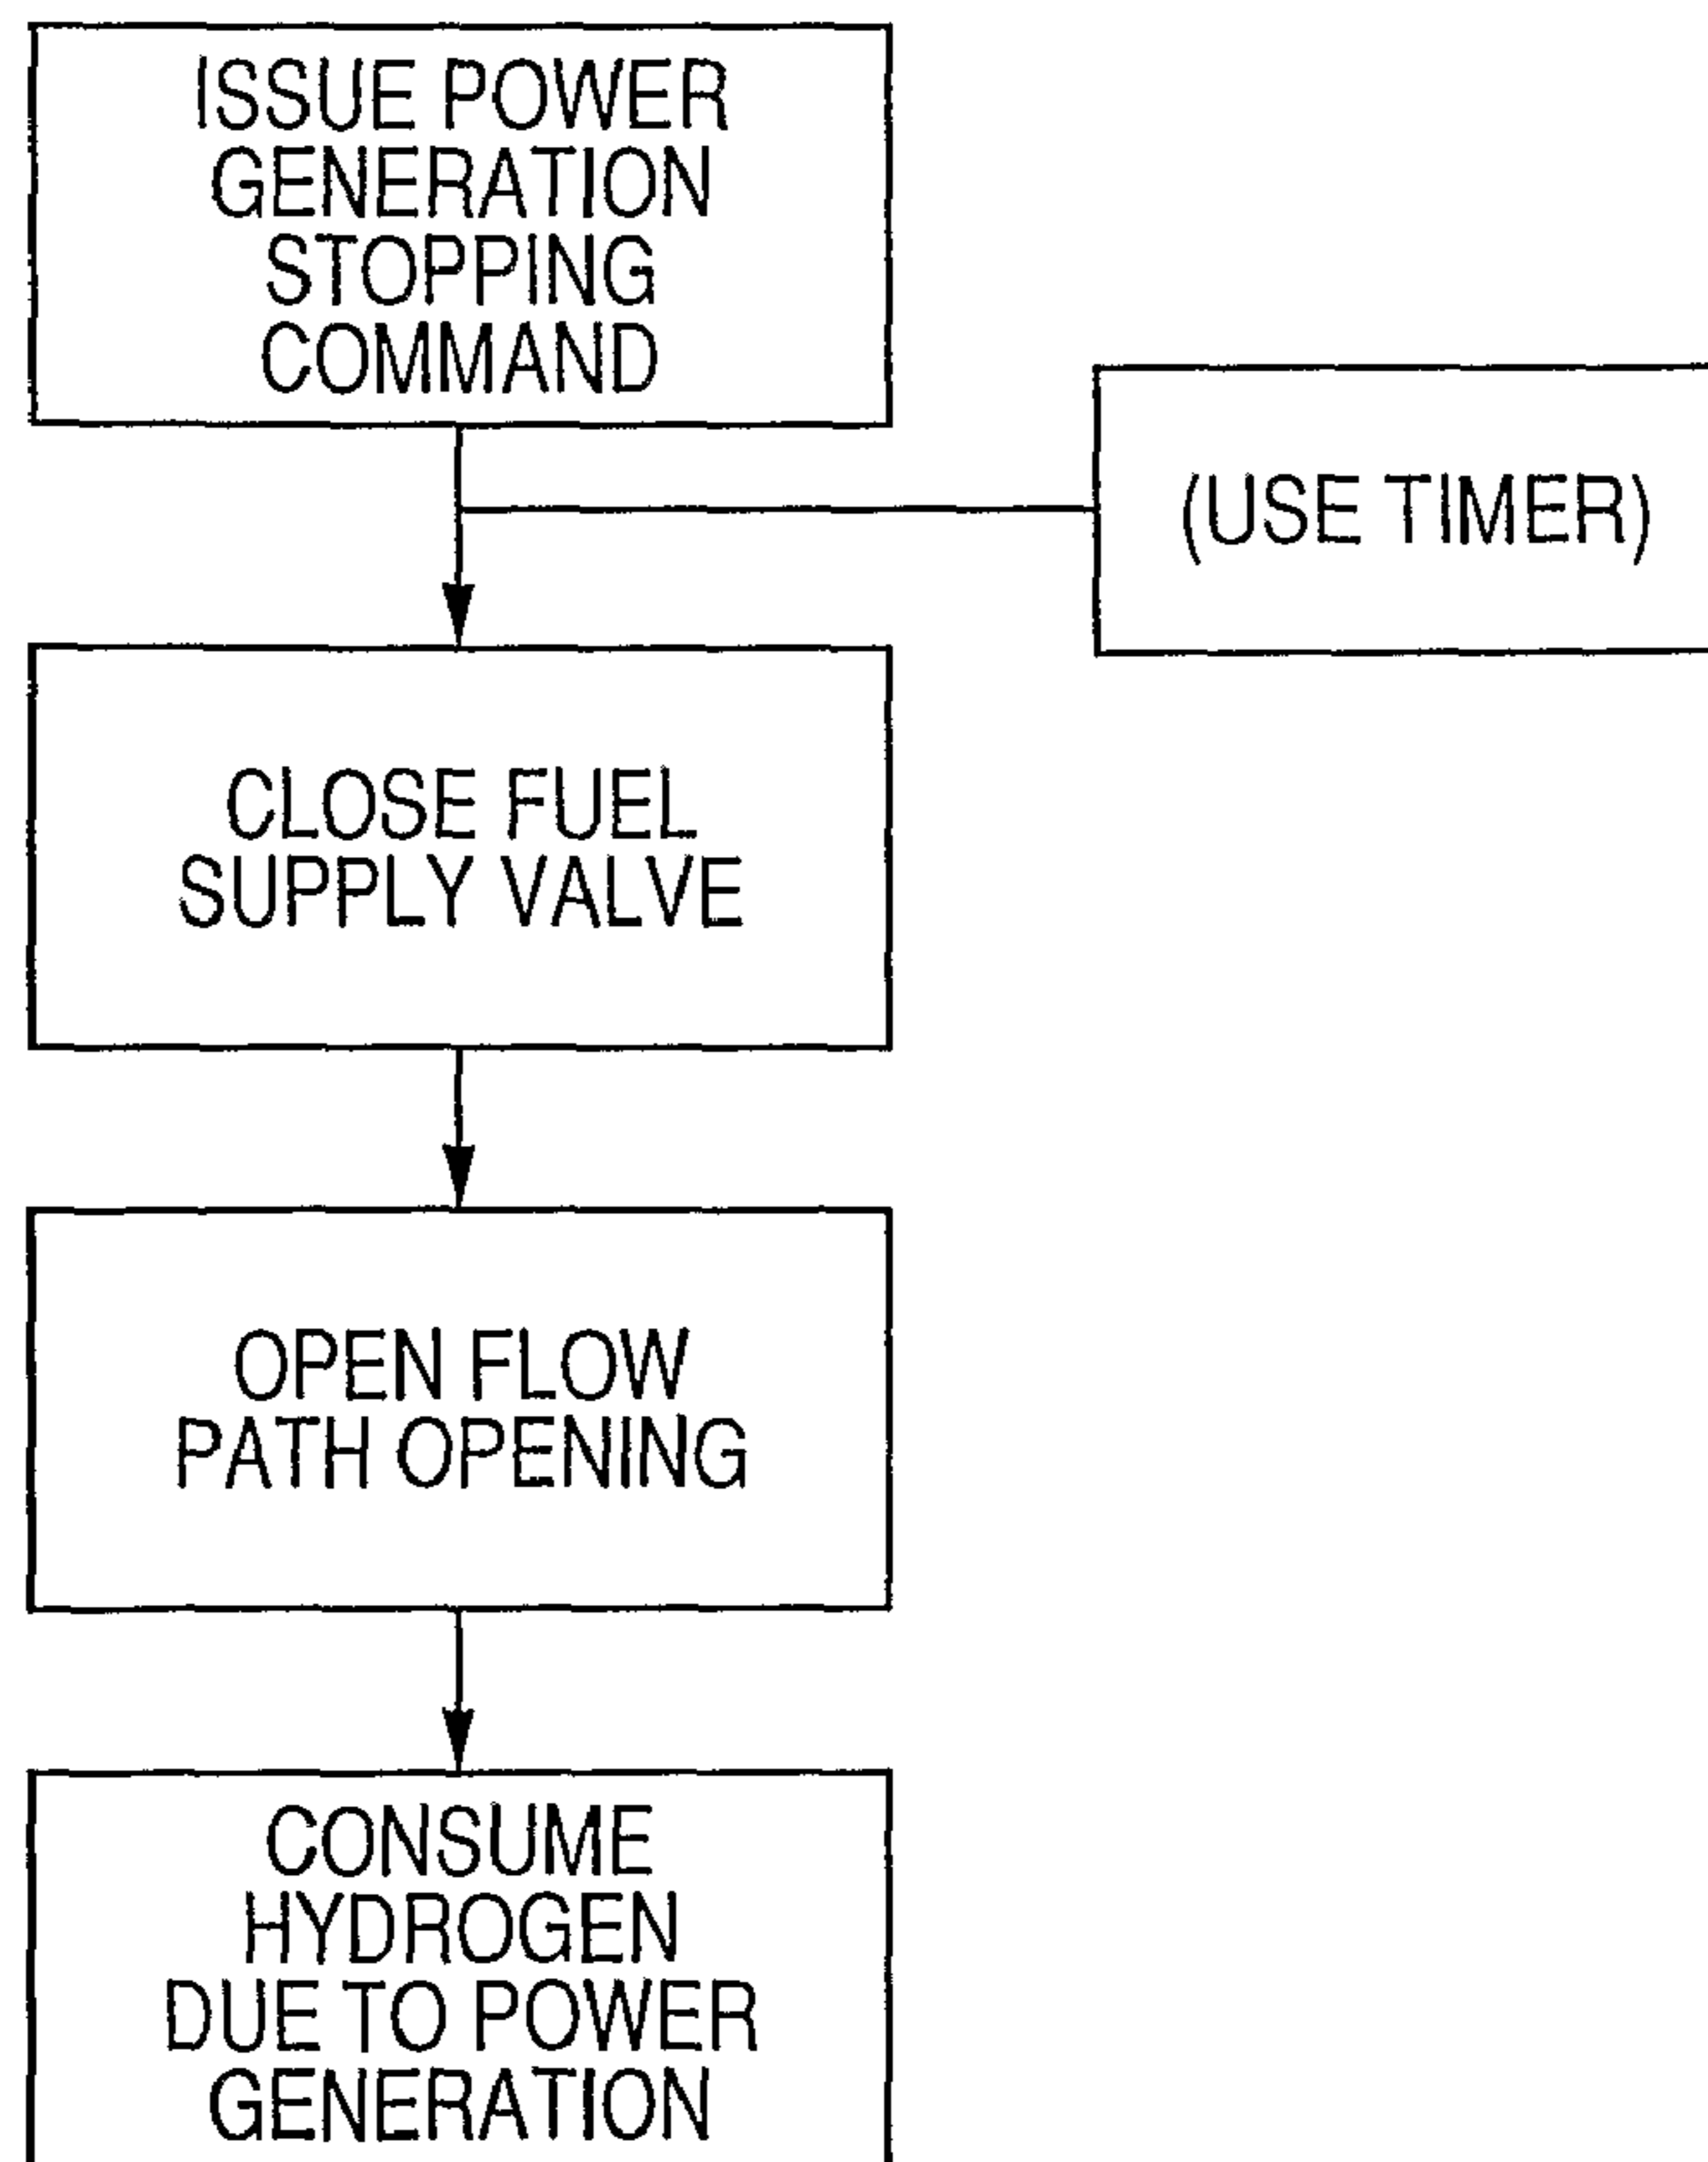 ISSUE POWER
GENERATION
STOPPING
COMMAND
(USE TIMER)
CLOSE FUEL
SUPPLY VALVE
OPEN FLOW
PATH OPENING
CONSUME
HYDROGEN
DUE TO POWER
GENERATION